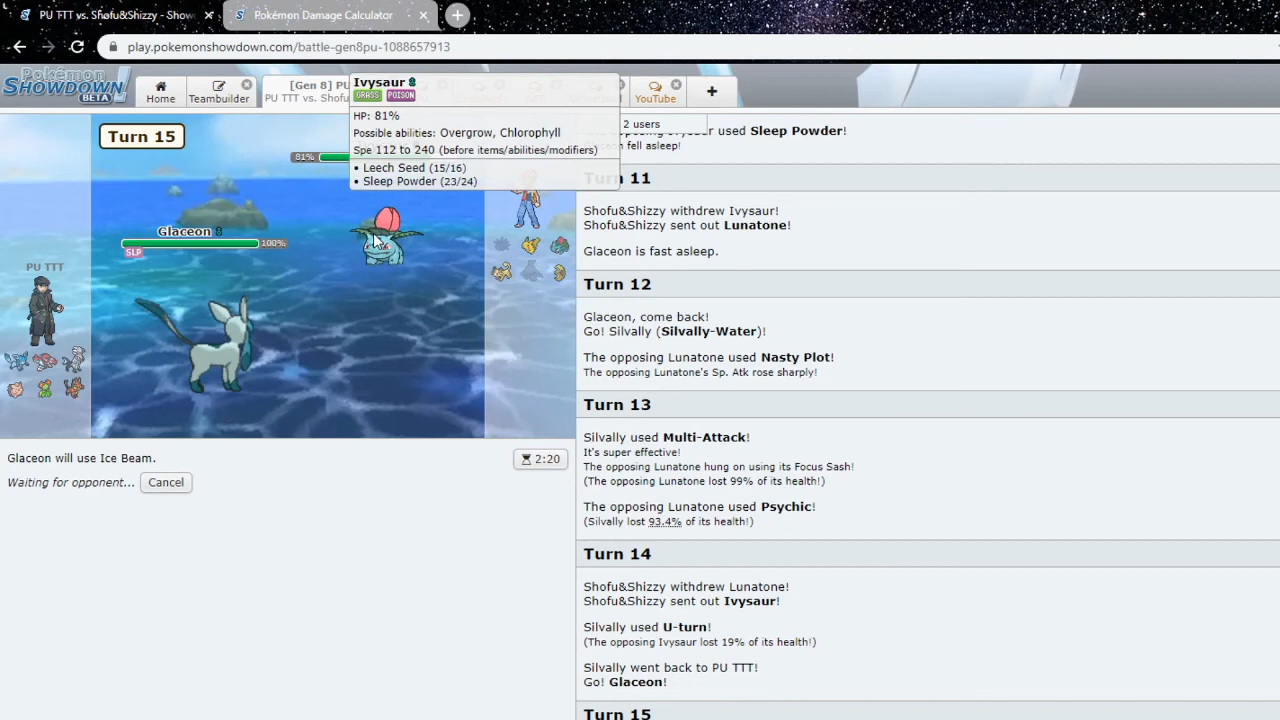 PU TTT vs. Shofu&Shizzy - Show
Pokémon Damage Calculator
play.pokemonshowdown.com/battle-gen8pu-1088657913
Pokémon
SHOWDOWN
BETA
Home
Teambuilder
[Gen 8] PU
PU TTT vs. Shofu
YouTube
Ivysaur
GRASS POISON
HP: 81%
Possible abilities: Overgrow, Chlorophyll
Spe 112 to 240 (before items/abilities/modifiers)
• Leech Seed (15/16)
• Sleep Powder (23/24)
2 users
Turn 15
81%
Glaceon
100%
SLP
PU TTT
Glaceon will use Ice Beam.
Waiting for opponent...
Cancel
2:20
used Sleep Powder!
fell asleep!
Turn 11
Shofu&Shizzy withdrew Ivysaur!
Shofu&Shizzy sent out Lunatone!
Glaceon is fast asleep.
Turn 12
Glaceon, come back!
Go! Silvally (Silvally-Water)!
The opposing Lunatone used Nasty Plot!
The opposing Lunatone's Sp. Atk rose sharply!
Turn 13
Silvally used Multi-Attack!
It's super effective!
The opposing Lunatone hung on using its Focus Sash!
(The opposing Lunatone lost 99% of its health!)
The opposing Lunatone used Psychic!
(Silvally lost 93.4% of its health!)
Turn 14
Shofu&Shizzy withdrew Lunatone!
Shofu&Shizzy sent out Ivysaur!
Silvally used U-turn!
(The opposing Ivysaur lost 19% of its health!)
Silvally went back to PU TTT!
Go! Glaceon!
Turn 15